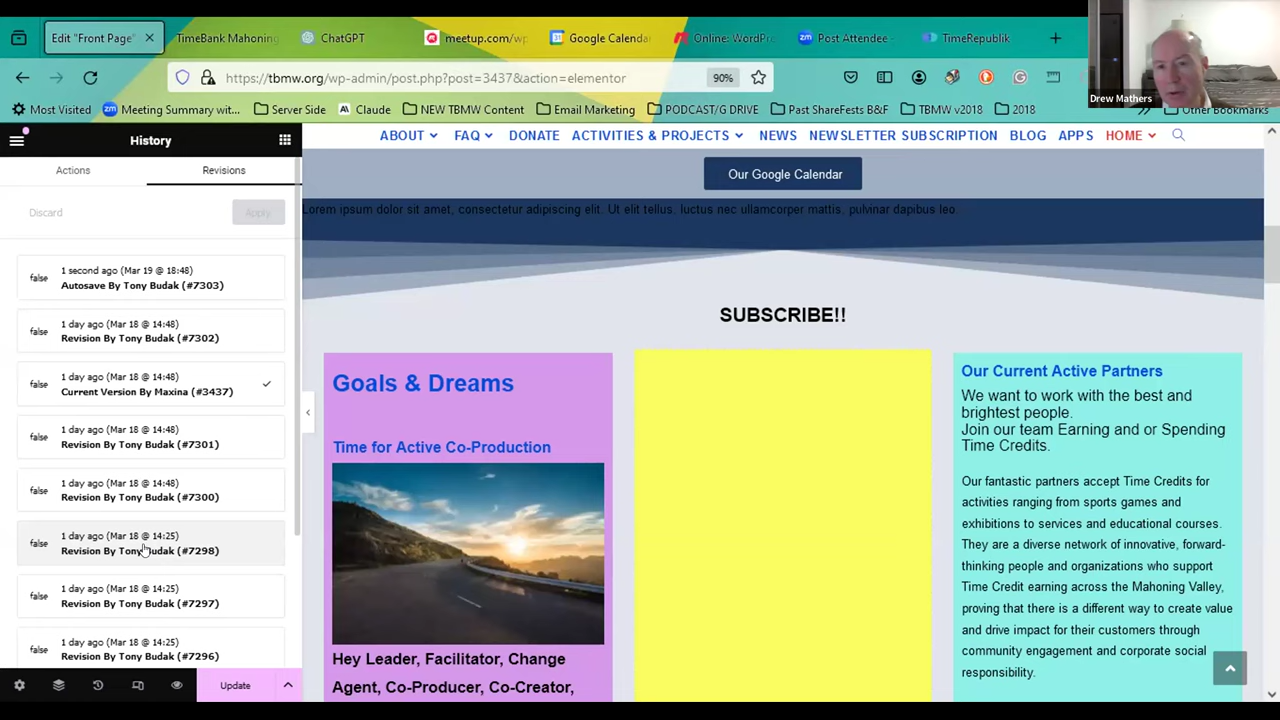 Edit "Front Page"
TimeBank Mahoning
ChatGPT
meetup.com/wp
Google Calenda
Online: WordPre
Post Attendee -
TimeRepublik
https://tbmw.org/wp-admin/post.php?post=3437&action=elementor
90%
Drew Mathers
Most Visited
Meeting Summary wit...
Server Side
Claude
NEW TBMW Content
Email Marketing
PODCAST/G DRIVE
Past ShareFests B&F
TBMW v2018
2018
Other Bookmarks
History
ABOUT
FAQ
DONATE
ACTIVITIES & PROJECTS
NEWS
NEWSLETTER SUBSCRIPTION
BLOG
APPS
HOME
Actions
Revisions
Discard
Apply
Our Google Calendar
Lorem ipsum dolor sit amet, consectetur adipiscing elit. Ut elit tellus, luctus nec ullamcorper mattis, pulvinar dapibus leo.
false
1 second ago (Mar 19 @ 18:48)
Autosave By Tony Budak (#7303)
false
1 day ago (Mar 18 @ 14:48)
Revision By Tony Budak (#7302)
false
1 day ago (Mar 18 @ 14:48)
Current Version By Maxina (#3437)
false
1 day ago (Mar 18 @ 14:48)
Revision By Tony Budak (#7301)
false
1 day ago (Mar 18 @ 14:48)
Revision By Tony Budak (#7300)
false
1 day ago (Mar 18 @ 14:25)
Revision By Tony Budak (#7298)
false
1 day ago (Mar 18 @ 14:25)
Revision By Tony Budak (#7297)
false
1 day ago (Mar 18 @ 14:25)
Revision By Tony Budak (#7296)
Update
SUBSCRIBE!!
Goals & Dreams
Time for Active Co-Production
Hey Leader, Facilitator, Change
Agent, Co-Producer, Co-Creator,
Our Current Active Partners
We want to work with the best and
brightest people.
Join our team Earning and or Spending
Time Credits.
Our fantastic partners accept Time Credits for
activities ranging from sports games and
exhibitions to services and educational courses.
They are a diverse network of innovative, forward-
thinking people and organizations who support
Time Credit earning across the Mahoning Valley,
proving that there is a different way to create value
and drive impact for their customers through
community engagement and corporate social
responsibility.